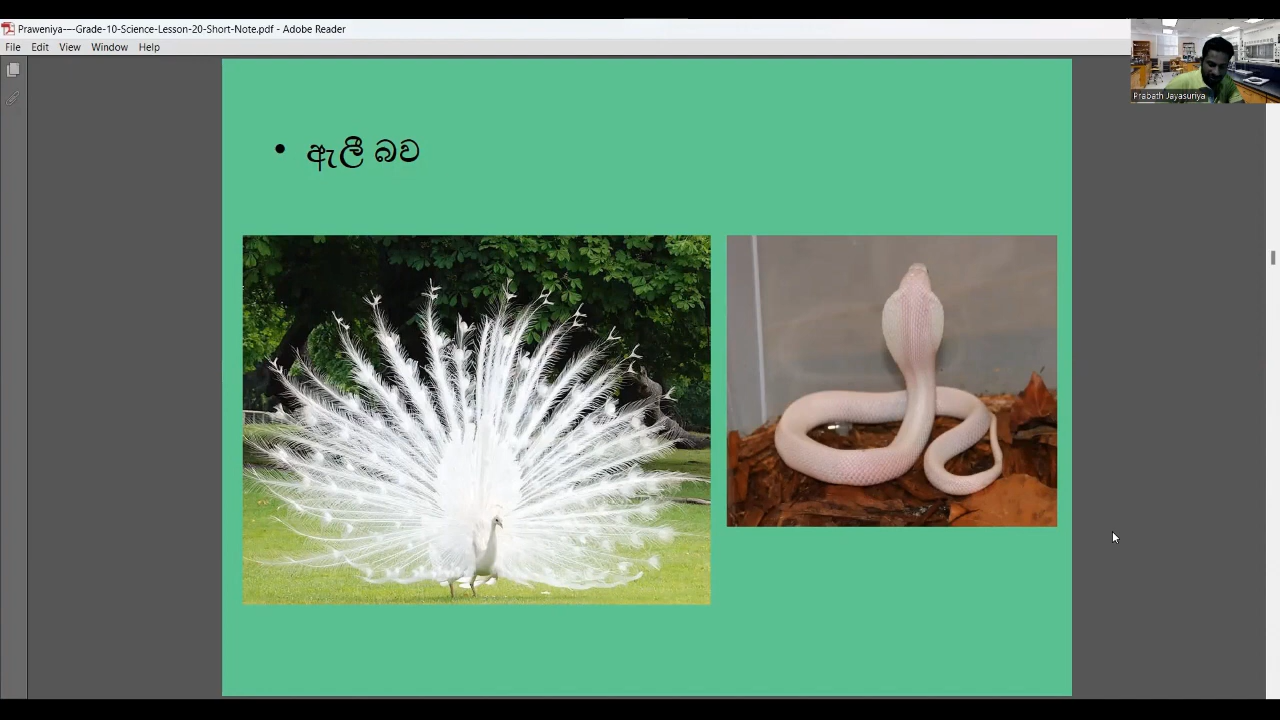 Praweniya----Grade-10-Science-Lesson-20-Short-Note.pdf - Adobe Reader
File Edit View Window Help
Prabath Jayasuriya
• ඇලී බව